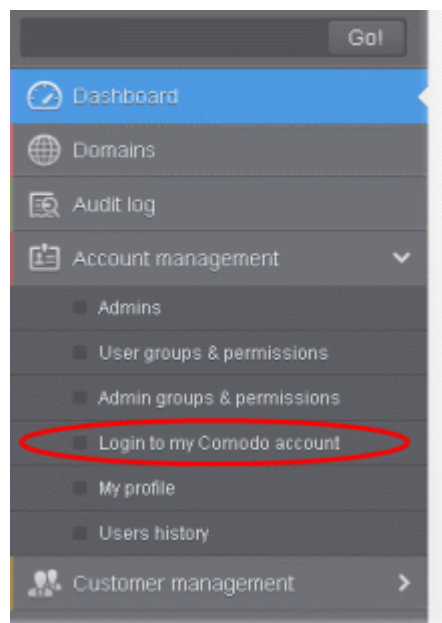 Go!
Dashboard
Domains
Audit log
Account management
Admins
User groups & permissions
Admin groups & permissions
Login to my Comodo account
My profile
Users history
Customer management